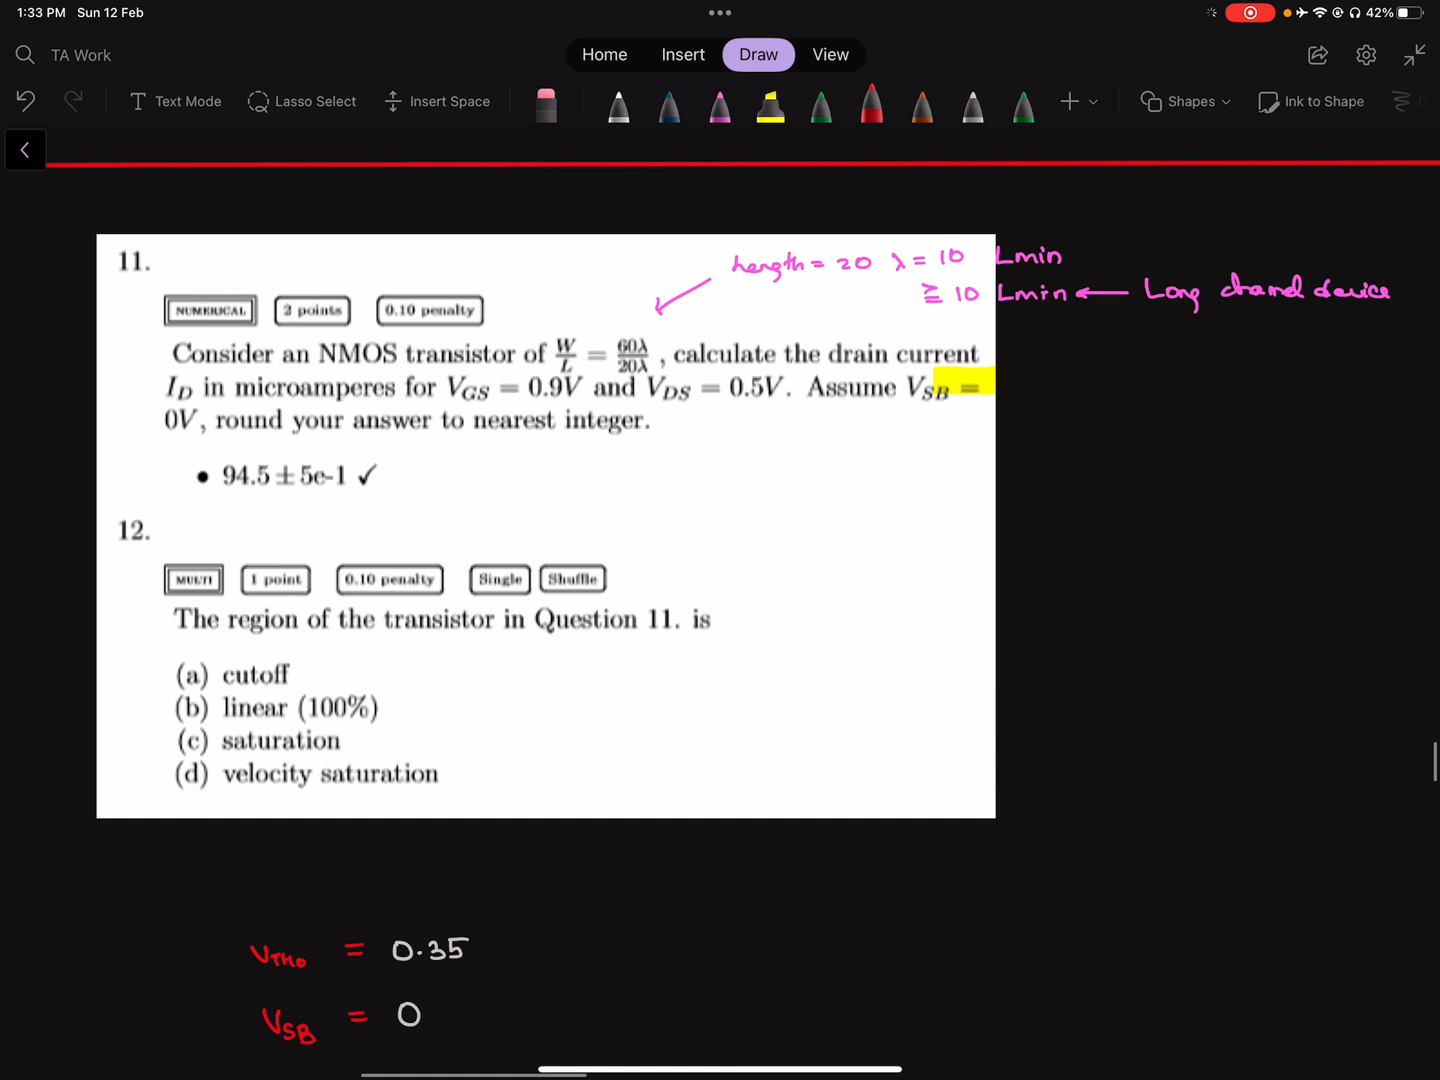 1:33 PM Sun 12 Feb
42%
TA Work
Home Insert Draw View
Text Mode Lasso Select Insert Space Shapes Ink to Shape D
11.
Length = 20 λ = 10 Lmin
≥ 10 Lmin ← Long channel device
NUMERICAL 2 points 0.10 penalty
Consider an NMOS transistor of W/L = 60λ/20λ , calculate the drain current
I_D in microamperes for V_GS = 0.9V and V_DS = 0.5V. Assume V_SB =
0V, round your answer to nearest integer.
• 94.5 ± 5e-1 ✓
12.
MULTI 1 point 0.10 penalty Single Shuffle
The region of the transistor in Question 11. is
(a) cutoff
(b) linear (100%)
(c) saturation
(d) velocity saturation
V_TH0 = 0.35
V_SB = 0